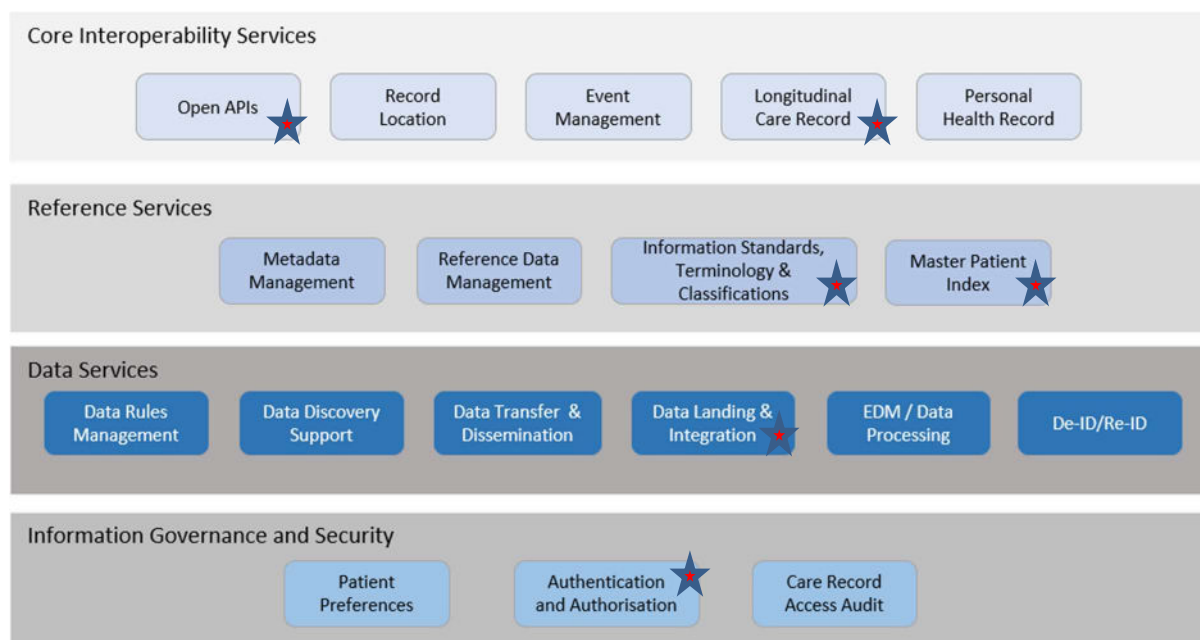 Core Interoperability Services
Open APIs
Record
Location
Event
Management
Longitudinal
Care Record
Personal
Health Record
Reference Services
Metadata
Management
Reference Data
Management
Information Standards,
Terminology &
Classifications
Master Patient
Index
Data Services
Data Rules
Management
Data Discovery
Support
Data Transfer &
Dissemination
Data Landing &
Integration
EDM / Data
Processing
De-ID/Re-ID
Information Governance and Security
Patient
Preferences
Authentication
and Authorisation
Care Record
Access Audit